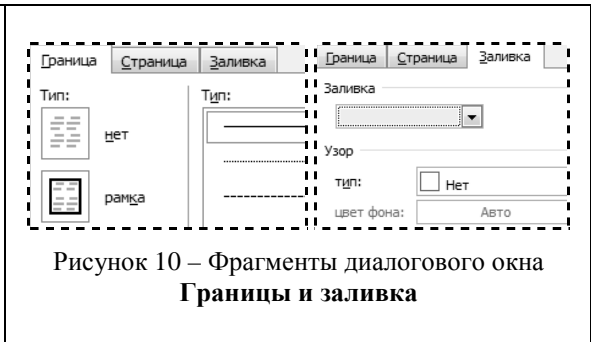 Граница Страница Заливка
Тип:
нет
рамка
Тип:
Граница Страница Заливка
Заливка
Узор
тип:
Нет
цвет фона:
Авто
Рисунок 10 – Фрагменты диалогового окна
Границы и заливка